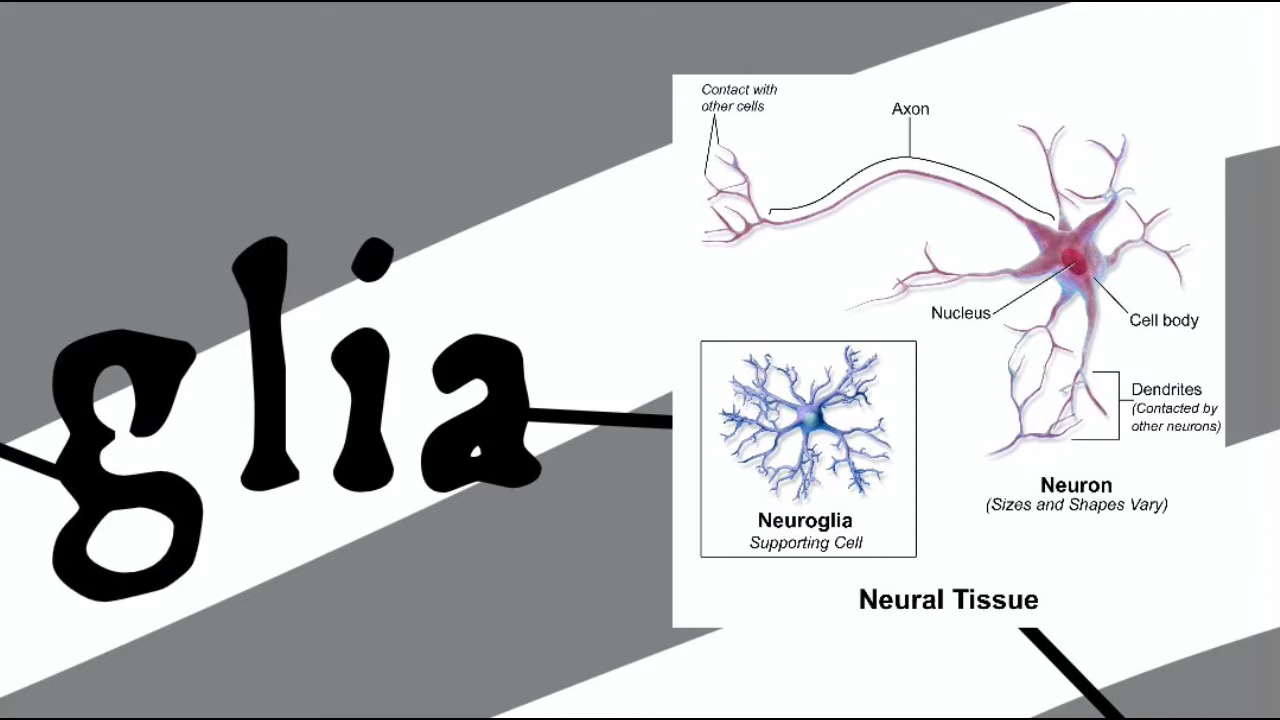 glia
Contact with
other cells
Axon
Nucleus
Cell body
Dendrites
(Contacted by
other neurons)
Neuron
(Sizes and Shapes Vary)
Neuroglia
Supporting Cell
Neural Tissue